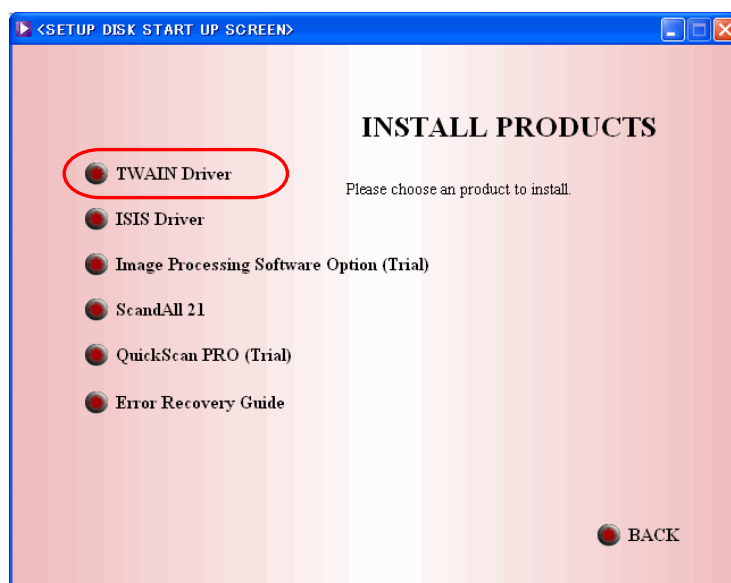 <SETUP DISK START UP SCREEN>
INSTALL PRODUCTS
TWAIN Driver
Please choose an product to install.
ISIS Driver
Image Processing Software Option (Trial)
ScandAll 21
QuickScan PRO (Trial)
Error Recovery Guide
BACK